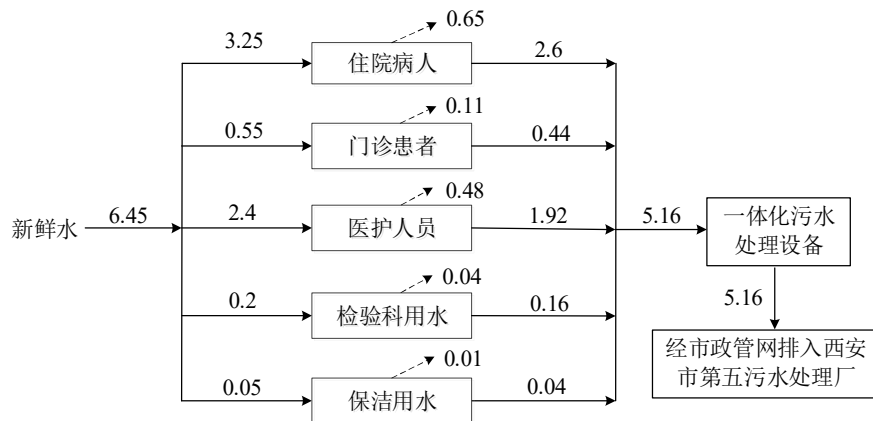 0.65
3.25
住院病人
2.6
0.11
0.55
门诊患者
0.44
0.48
新鲜水
6.45
2.4
医护人员
1.92
5.16
一体化污水
处理设备
0.04
0.2
检验科用水
0.16
5.16
0.01
0.05
保洁用水
0.04
经市政管网排入西安
市第五污水处理厂